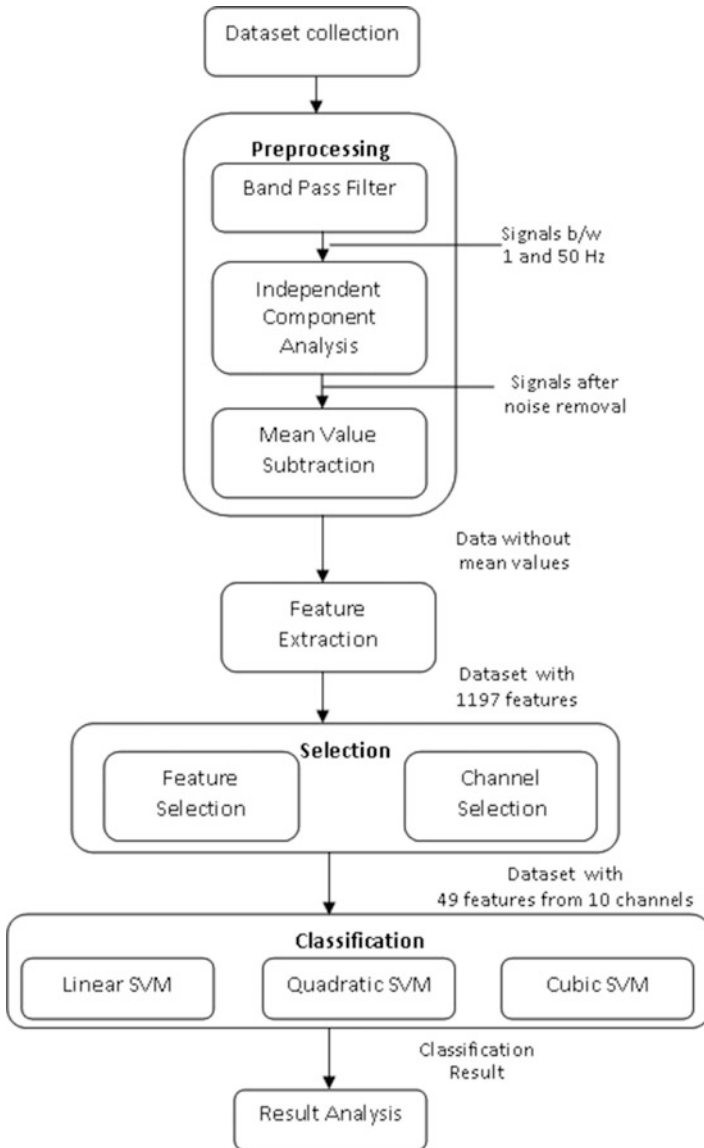 Dataset collection
Preprocessing
Band Pass Filter
Signals b/w
1 and 50 Hz
Independent
Component
Analysis
Signals after
noise removal
Mean Value
Subtraction
Data without
mean values
Feature
Extraction
Dataset with
1197 features
Selection
Feature
Selection
Channel
Selection
Dataset with
49 features from 10 channels
Classification
Linear SVM
Quadratic SVM
Cubic SVM
Classification
Result
Result Analysis